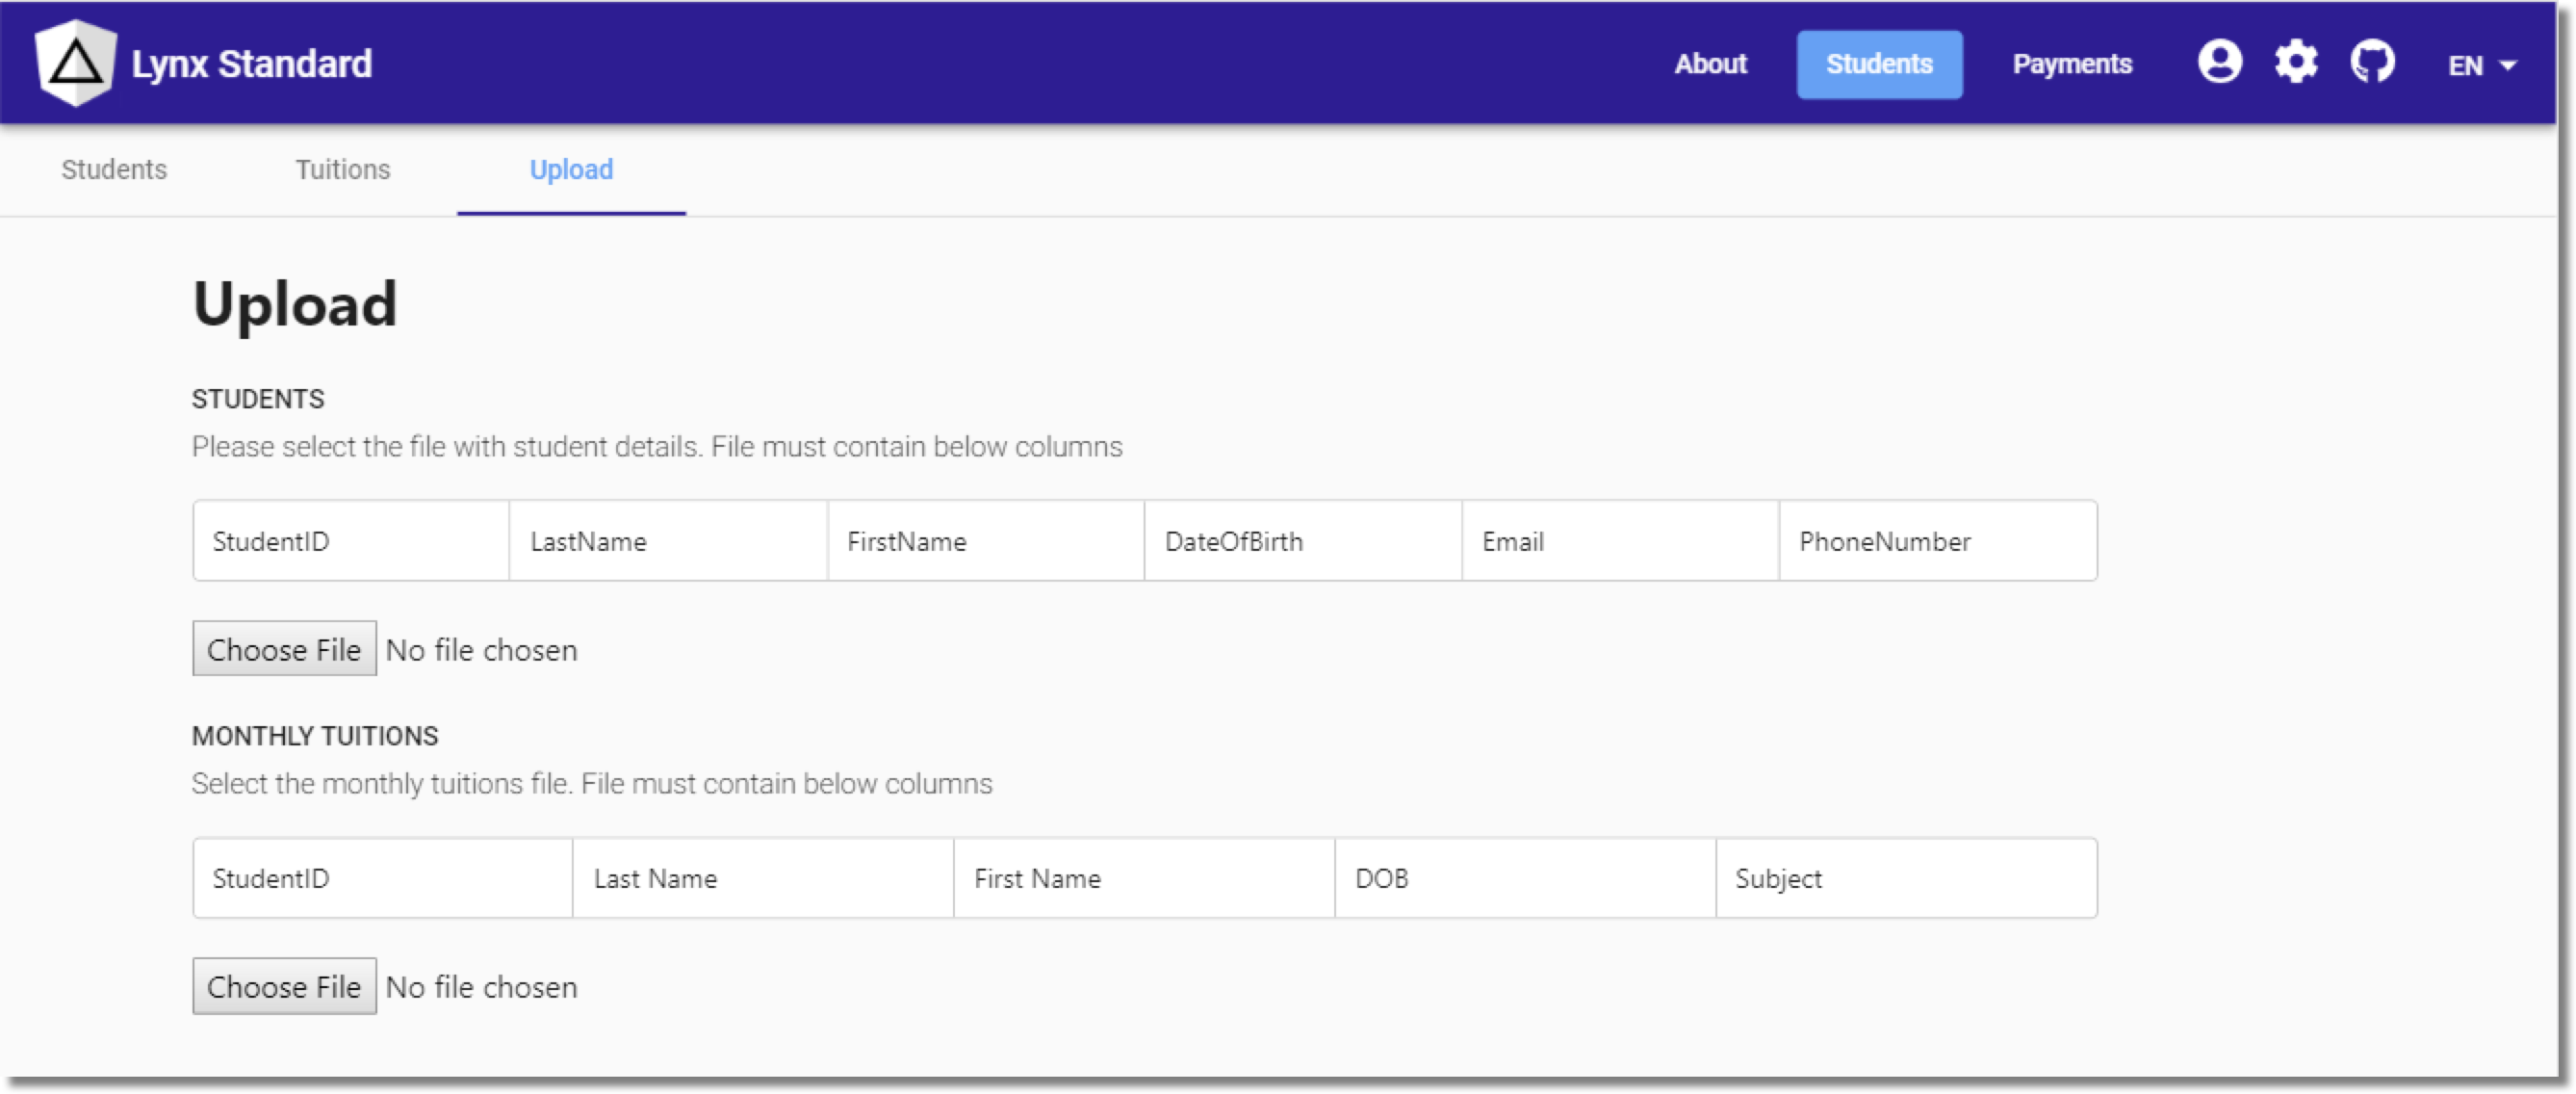 Lynx Standard About Students Payments EN
Students Tuitions Upload
Upload
STUDENTS
Please select the file with student details. File must contain below columns
StudentID LastName FirstName DateOfBirth Email PhoneNumber
Choose File No file chosen
MONTHLY TUITIONS
Select the monthly tuitions file. File must contain below columns
StudentID Last Name First Name DOB Subject
Choose File No file chosen